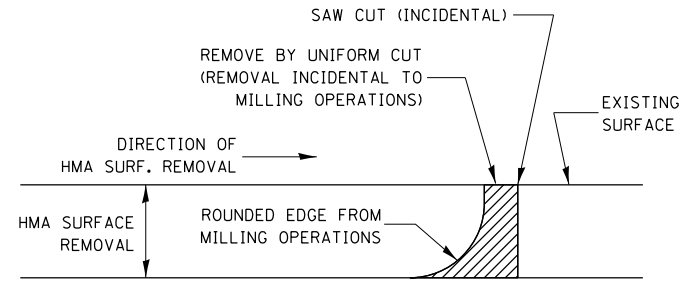 SAW CUT (INCIDENTAL)
REMOVE BY UNIFORM CUT
(REMOVAL INCIDENTAL TO
MILLING OPERATIONS)
EXISTING
SURFACE
DIRECTION OF
HMA SURF. REMOVAL
HMA SURFACE
REMOVAL
ROUNDED EDGE FROM
MILLING OPERATIONS